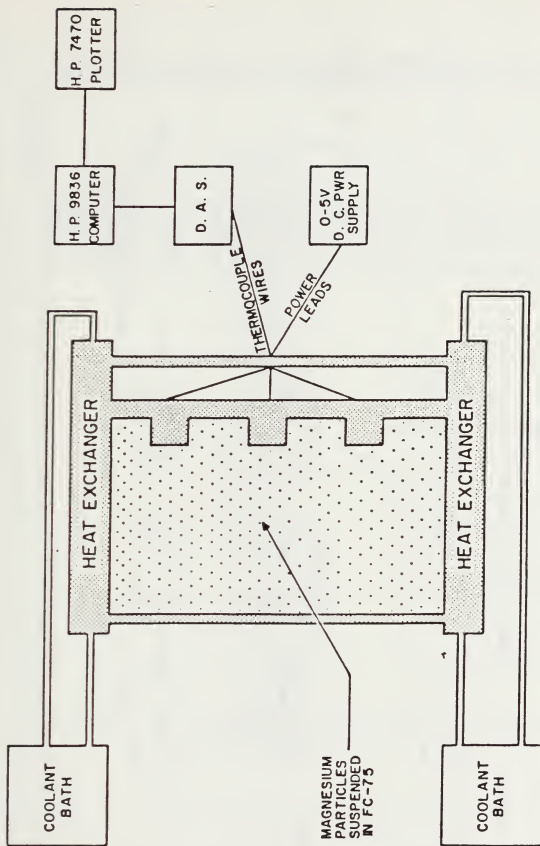 H.P. 7470
PLOTTER
H.P. 9836
COMPUTER
D. A. S.
0-5V
D. C. PWR
SUPPLY
THERMOCOUPLE
WIRES
POWER
LEADS
HEAT EXCHANGER
HEAT EXCHANGER
COOLANT
BATH
MAGNESIUM
PARTICLES
SUSPENDED
IN FC-75
COOLANT
BATH